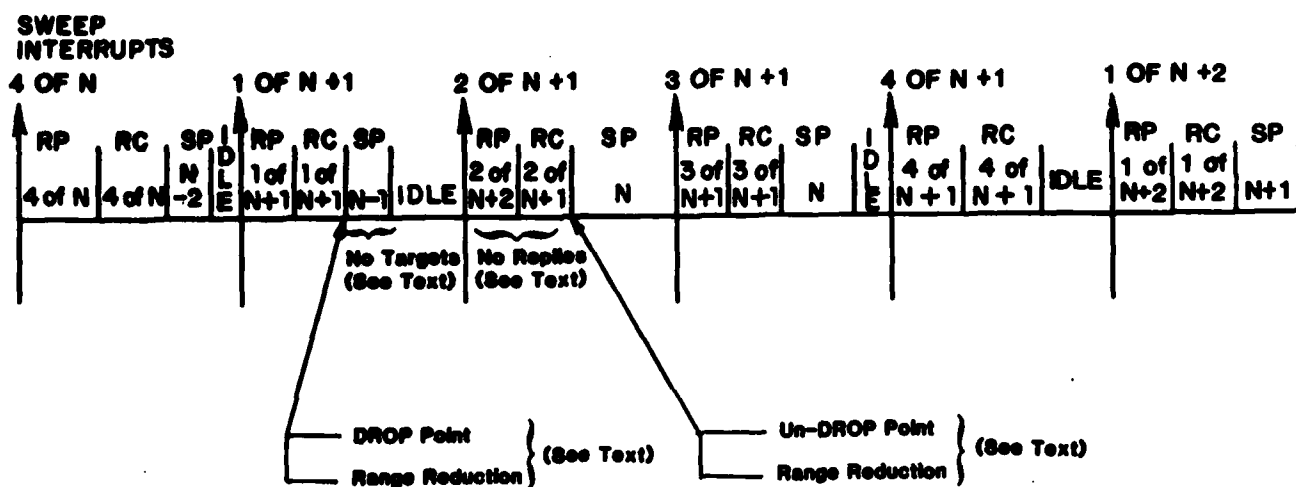 SWEEP
INTERRUPTS
4 OF N
1 OF N +1
2 OF N +1
3 OF N +1
4 OF N +1
1 OF N +2
RP
4 of N
RC
4 of N
SP
N
-2
IDLE
RP
1 of
N+1
RC
1 of
N+1
SP
N-1
IDLE
RP
2 of
N+2
RC
2 of
N+1
SP
N
RP
3 of
N+1
RC
3 of
N+1
SP
N
IDLE
RP
4 of
N + 1
RC
4 of
N + 1
IDLE
RP
1 of
N+2
RC
1 of
N+2
SP
N+1
No Targets
(See Text)
No Replies
(See Text)
DROP Point
Range Reduction
(See Text)
Un-DROP Point
Range Reduction
(See Text)